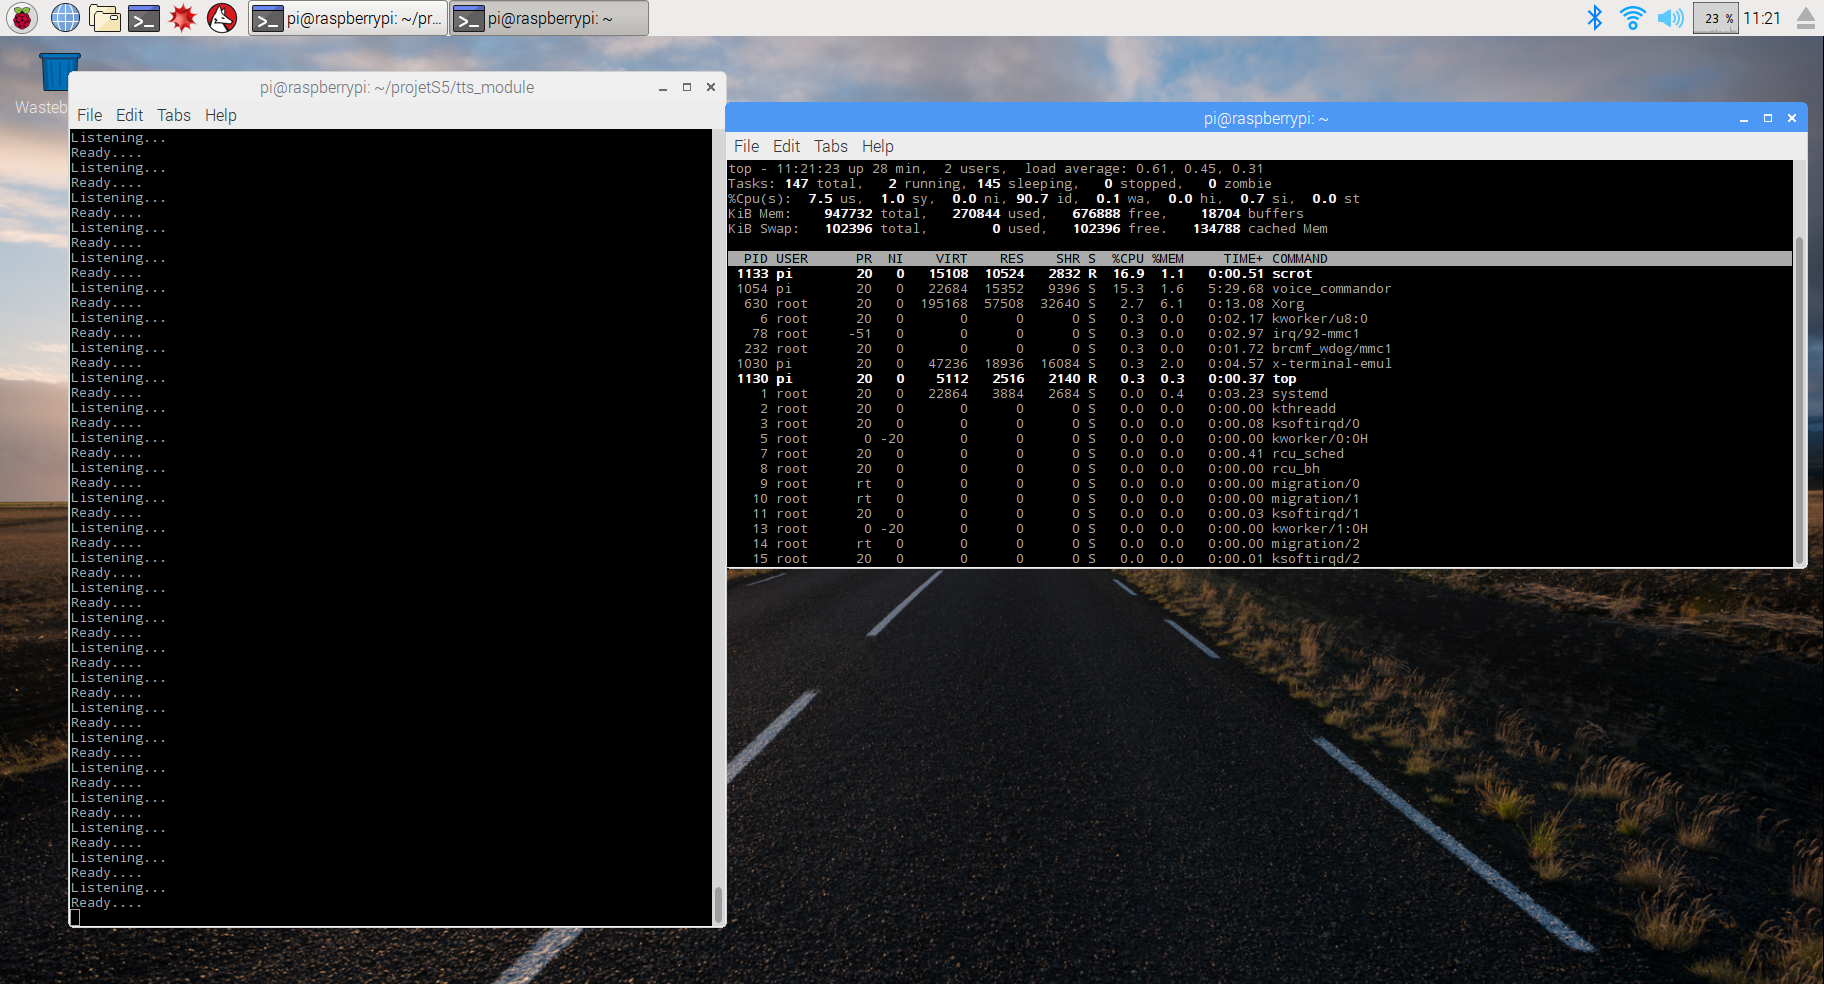 pi@raspberrypi: ~/pr...
pi@raspberrypi: ~
23 %
11:21
pi@raspberrypi: ~/projetS5/tts_module
File Edit Tabs Help
Listening...
Ready....
Listening...
Ready....
Listening...
Ready....
Listening...
Ready....
Listening...
Ready....
Listening...
Ready....
Listening...
Ready....
Listening...
Ready....
Listening...
Ready....
Listening...
Ready....
Listening...
Ready....
Listening...
Ready....
Listening...
Ready....
Listening...
Ready....
Listening...
Ready....
Listening...
Ready....
Listening...
Ready....
Listening...
Ready....
Listening...
Ready....
Listening...
Ready....
Listening...
Ready....
Listening...
Ready....
Listening...
Ready....
Listening...
Ready....
Listening...
Ready....
Listening...
Ready....
pi@raspberrypi: ~
File Edit Tabs Help
top - 11:21:23 up 28 min,  2 users,  load average: 0.61, 0.45, 0.31
Tasks: 147 total,   2 running, 145 sleeping,   0 stopped,   0 zombie
%Cpu(s):  7.5 us,  1.0 sy,  0.0 ni, 90.7 id,  0.1 wa,  0.0 hi,  0.7 si,  0.0 st
KiB Mem:    947732 total,   270844 used,   676888 free,    18704 buffers
KiB Swap:   102396 total,        0 used,   102396 free.   134788 cached Mem
PID USER PR NI VIRT RES SHR S %CPU %MEM TIME+ COMMAND
1133 pi 20 0 15108 10524 2832 R 16.9 1.1 0:00.51 scrot
1054 pi 20 0 22684 15352 9396 S 15.3 1.6 5:29.68 voice_commandor
630 root 20 0 195168 57508 32640 S 2.7 6.1 0:13.08 Xorg
6 root 20 0 0 0 0 S 0.3 0.0 0:02.17 kworker/u8:0
78 root -51 0 0 0 0 S 0.3 0.0 0:02.97 irq/92-mmc1
232 root 20 0 0 0 0 S 0.3 0.0 0:01.72 brcmf_wdog/mmc1
1030 pi 20 0 47236 18936 16084 S 0.3 2.0 0:04.57 x-terminal-emul
1130 pi 20 0 5112 2516 2140 R 0.3 0.3 0:00.37 top
1 root 20 0 22864 3884 2684 S 0.0 0.4 0:03.23 systemd
2 root 20 0 0 0 0 S 0.0 0.0 0:00.00 kthreadd
3 root 20 0 0 0 0 S 0.0 0.0 0:00.08 ksoftirqd/0
5 root 0 -20 0 0 0 S 0.0 0.0 0:00.00 kworker/0:0H
7 root 20 0 0 0 0 S 0.0 0.0 0:00.41 rcu_sched
8 root 20 0 0 0 0 S 0.0 0.0 0:00.00 rcu_bh
9 root rt 0 0 0 0 S 0.0 0.0 0:00.00 migration/0
10 root rt 0 0 0 0 S 0.0 0.0 0:00.00 migration/1
11 root 20 0 0 0 0 S 0.0 0.0 0:00.03 ksoftirqd/1
13 root 0 -20 0 0 0 S 0.0 0.0 0:00.00 kworker/1:0H
14 root rt 0 0 0 0 S 0.0 0.0 0:00.00 migration/2
15 root 20 0 0 0 0 S 0.0 0.0 0:00.01 ksoftirqd/2